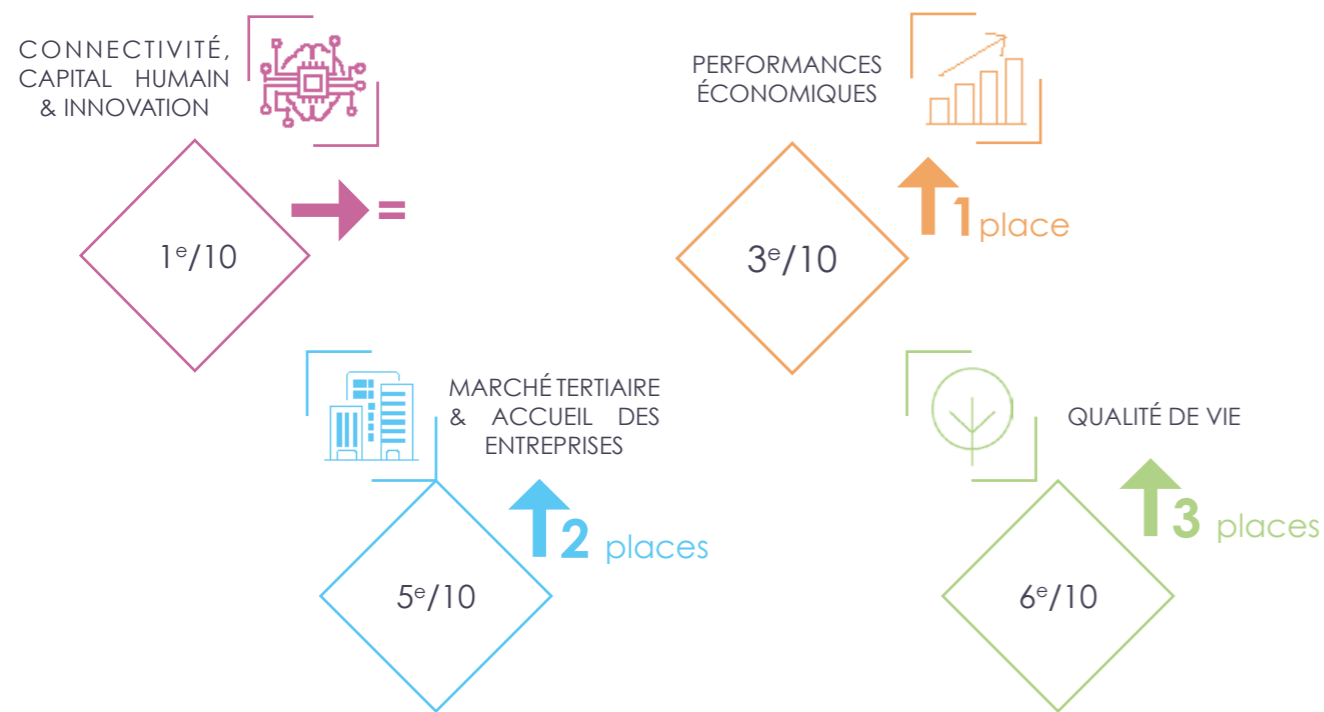 CONNECTIVITÉ,
CAPITAL HUMAIN
& INNOVATION
=
1e/10
PERFORMANCES
ÉCONOMIQUES
1 place
3e/10
MARCHÉ TERTIAIRE
& ACCUEIL DES
ENTREPRISES
2 places
5e/10
QUALITÉ DE VIE
3 places
6e/10